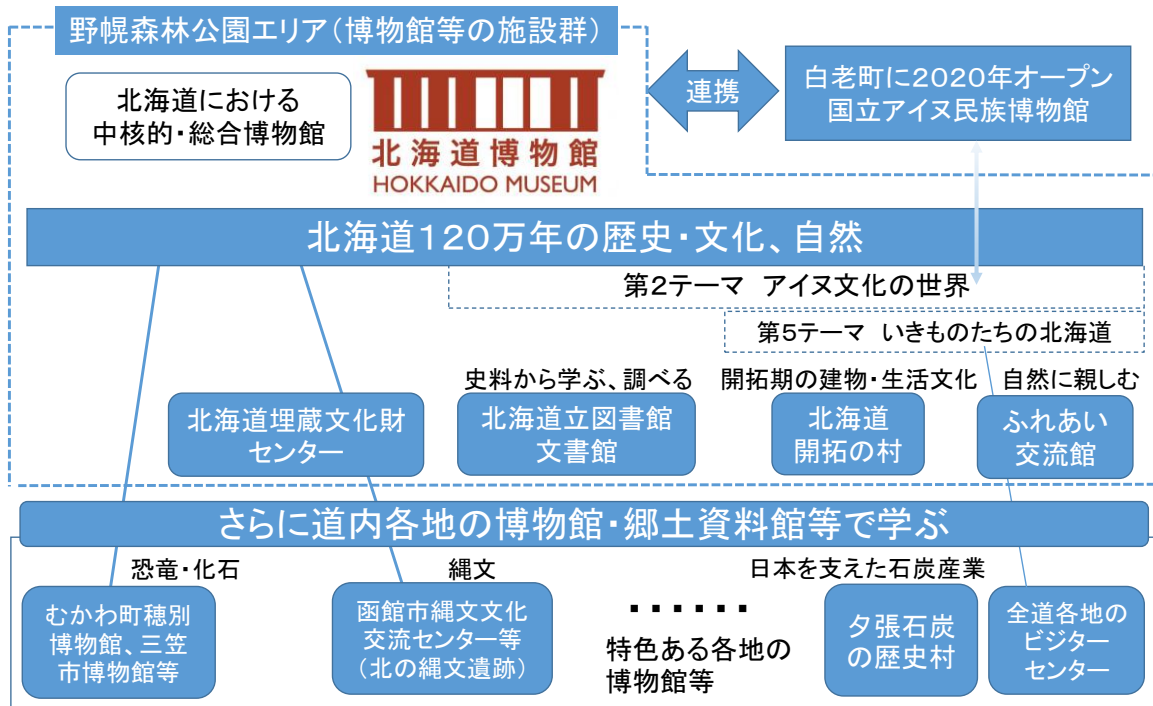 野幌森林公園エリア(博物館等の施設群)
北海道における
中核的・総合博物館
北海道博物館
HOKKAIDO MUSEUM
連携
白老町に2020年オープン
国立アイヌ民族博物館
北海道120万年の歴史・文化、自然
第2テーマ アイヌ文化の世界
第5テーマ いきものたちの北海道
北海道埋蔵文化財
センター
史料から学ぶ、調べる
北海道立図書館
文書館
開拓期の建物・生活文化
北海道
開拓の村
自然に親しむ
ふれあい
交流館
さらに道内各地の博物館・郷土資料館等で学ぶ
恐竜・化石
むかわ町穂別
博物館、三笠
市博物館等
縄文
函館市縄文文化
交流センター等
(北の縄文遺跡)
・・・・・・
特色ある各地の
博物館等
日本を支えた石炭産業
夕張石炭
の歴史村
全道各地の
ビジター
センター